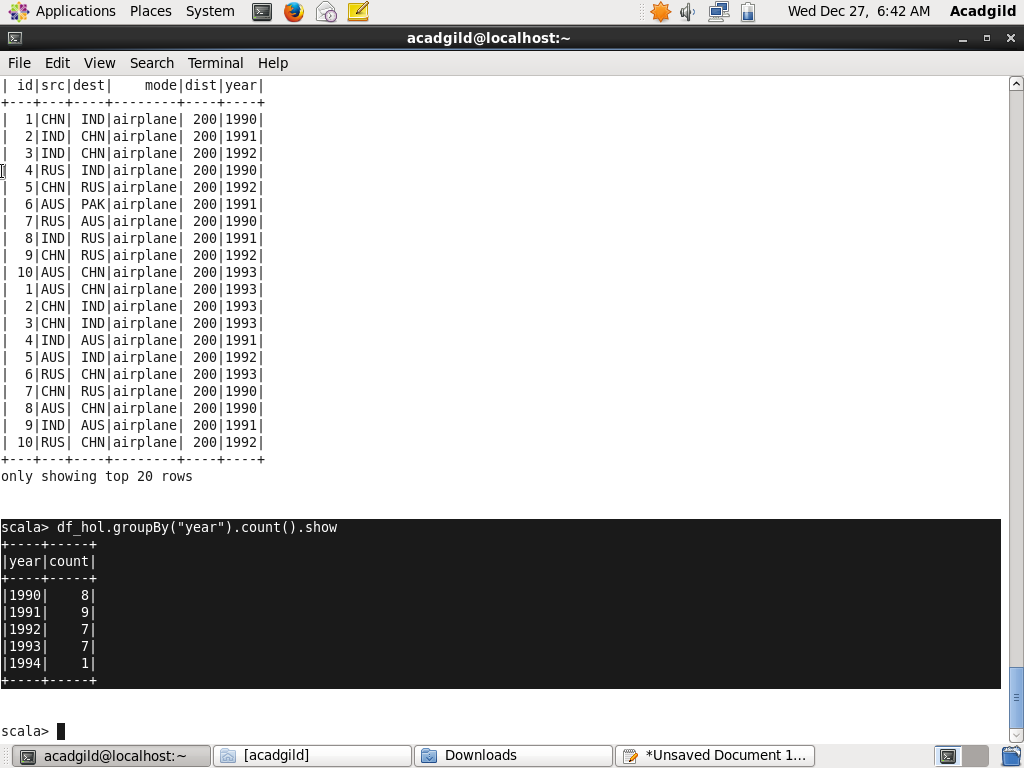 Applications Places System Wed Dec 27, 6:42 AM Acadgild
acadgild@localhost:~
File Edit View Search Terminal Help
| id|src|dest|    mode|dist|year|
+---+---+----+--------+----+----+
|  1|CHN| IND|airplane| 200|1990|
|  2|IND| CHN|airplane| 200|1991|
|  3|IND| CHN|airplane| 200|1992|
|  4|RUS| IND|airplane| 200|1990|
|  5|CHN| RUS|airplane| 200|1992|
|  6|AUS| PAK|airplane| 200|1991|
|  7|RUS| AUS|airplane| 200|1990|
|  8|IND| RUS|airplane| 200|1991|
|  9|CHN| RUS|airplane| 200|1992|
| 10|AUS| CHN|airplane| 200|1993|
|  1|AUS| CHN|airplane| 200|1993|
|  2|CHN| IND|airplane| 200|1993|
|  3|CHN| IND|airplane| 200|1993|
|  4|IND| AUS|airplane| 200|1991|
|  5|AUS| IND|airplane| 200|1992|
|  6|RUS| CHN|airplane| 200|1993|
|  7|CHN| RUS|airplane| 200|1990|
|  8|AUS| CHN|airplane| 200|1990|
|  9|IND| AUS|airplane| 200|1991|
| 10|RUS| CHN|airplane| 200|1992|
+---+---+----+--------+----+----+
only showing top 20 rows
scala> df_hol.groupBy("year").count().show
+----+-----+
|year|count|
+----+-----+
|1990|    8|
|1991|    9|
|1992|    7|
|1993|    7|
|1994|    1|
+----+-----+
scala>
acadgild@localhost:~ [acadgild] Downloads *Unsaved Document 1...